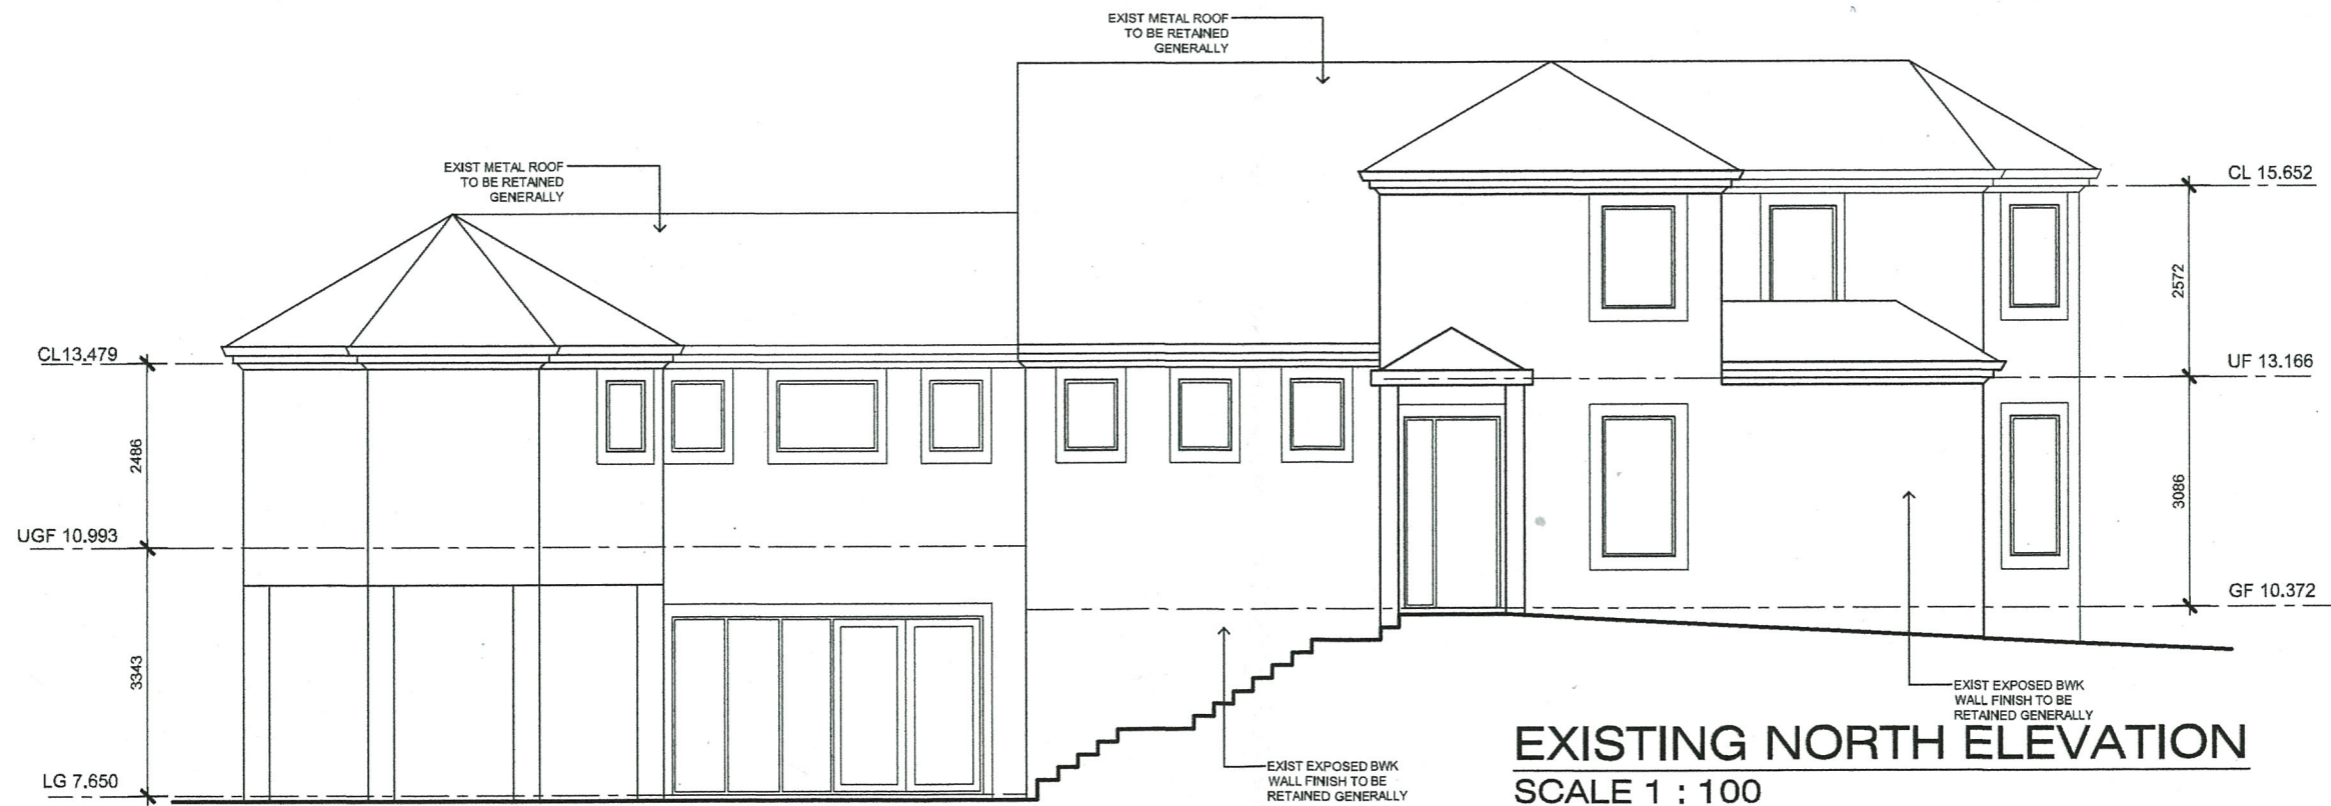 EXIST METAL ROOF
TO BE RETAINED
GENERALLY
EXIST METAL ROOF
TO BE RETAINED
GENERALLY
CL 15.652
2572
UF 13.166
3086
GF 10.372
CL13.479
2486
UGF 10.993
3343
LG 7.650
EXIST EXPOSED BWK
WALL FINISH TO BE
RETAINED GENERALLY
EXIST EXPOSED BWK
WALL FINISH TO BE
RETAINED GENERALLY
EXISTING NORTH ELEVATION
SCALE 1 : 100